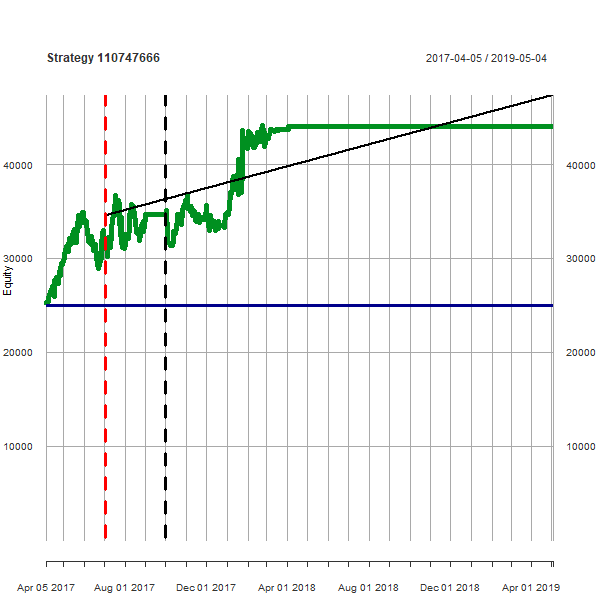 Strategy 110747666
2017-04-05 / 2019-05-04
40000
40000
30000
30000
Equity
20000
20000
10000
10000
Apr 05 2017
Aug 01 2017
Dec 01 2017
Apr 01 2018
Aug 01 2018
Dec 01 2018
Apr 01 2019